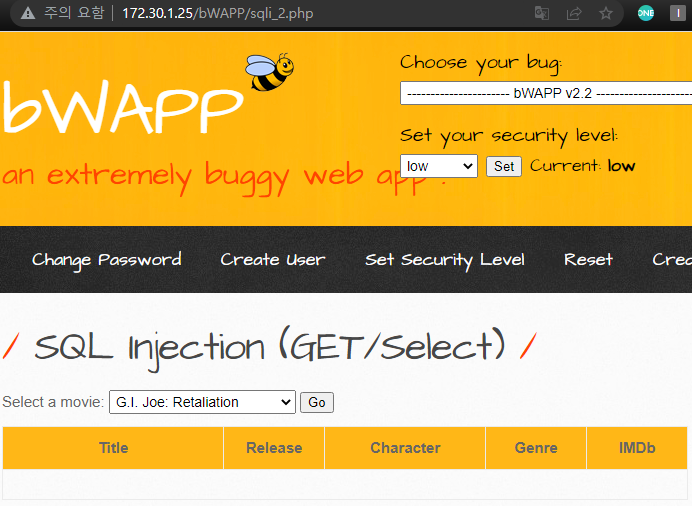 주의 요함 | 172.30.1.25/bWAPP/sqli_2.php
bWAPP
an extremely buggy web app !
Choose your bug:
---------------------- bWAPP v2.2 ---------------------
Set your security level:
low Set Current: low
Change Password Create User Set Security Level Reset Cred
/ SQL Injection (GET/Select) /
Select a movie: G.I. Joe: Retaliation Go
Title Release Character Genre IMDb